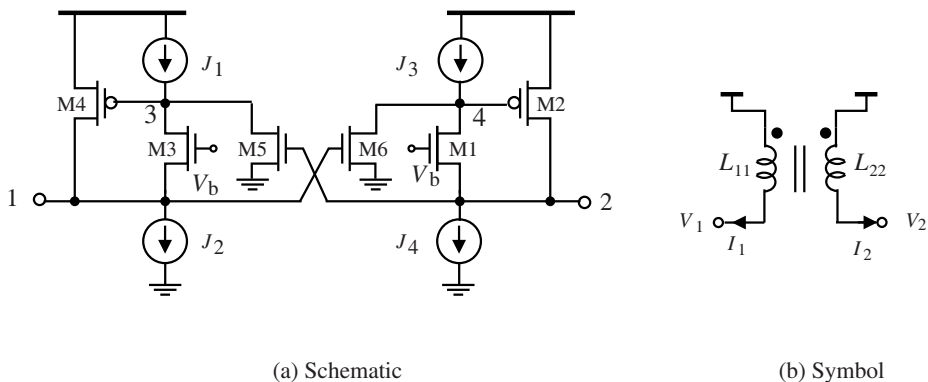 J1
J3
M4
M2
3
4
M3
M5
M6
M1
Vb
Vb
1
2
J2
J4
L11
L22
V1
V2
I1
I2
(a) Schematic
(b) Symbol